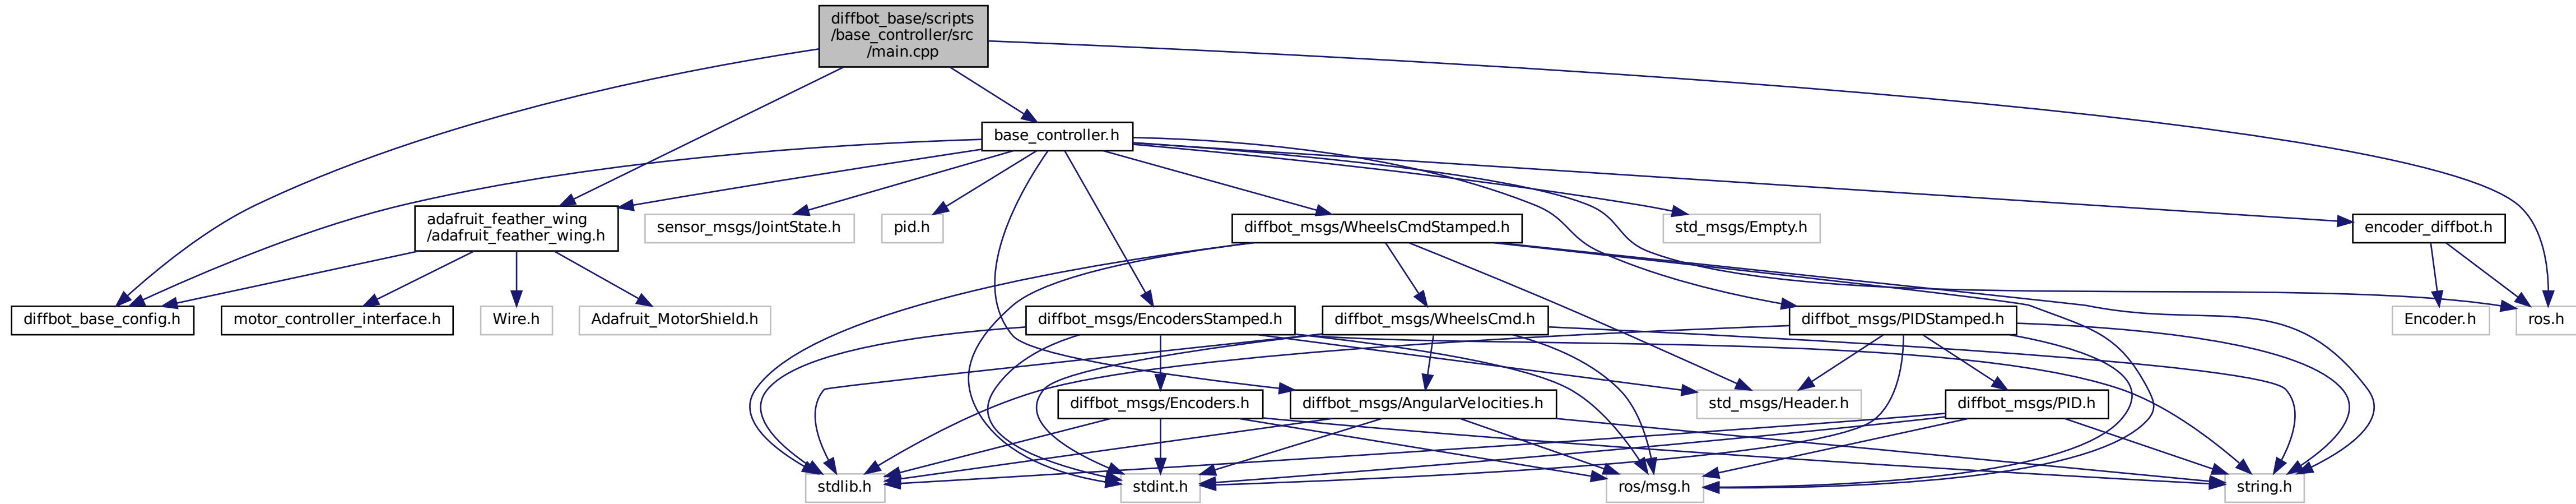 diffbot_base/scripts
/base_controller/src
/main.cpp
base_controller.h
adafruit_feather_wing
/adafruit_feather_wing.h
sensor_msgs/JointState.h
pid.h
diffbot_msgs/WheelsCmdStamped.h
std_msgs/Empty.h
encoder_diffbot.h
diffbot_base_config.h
motor_controller_interface.h
Wire.h
Adafruit_MotorShield.h
diffbot_msgs/EncodersStamped.h
diffbot_msgs/WheelsCmd.h
diffbot_msgs/PIDStamped.h
Encoder.h
ros.h
diffbot_msgs/Encoders.h
diffbot_msgs/AngularVelocities.h
std_msgs/Header.h
diffbot_msgs/PID.h
stdlib.h
stdint.h
ros/msg.h
string.h